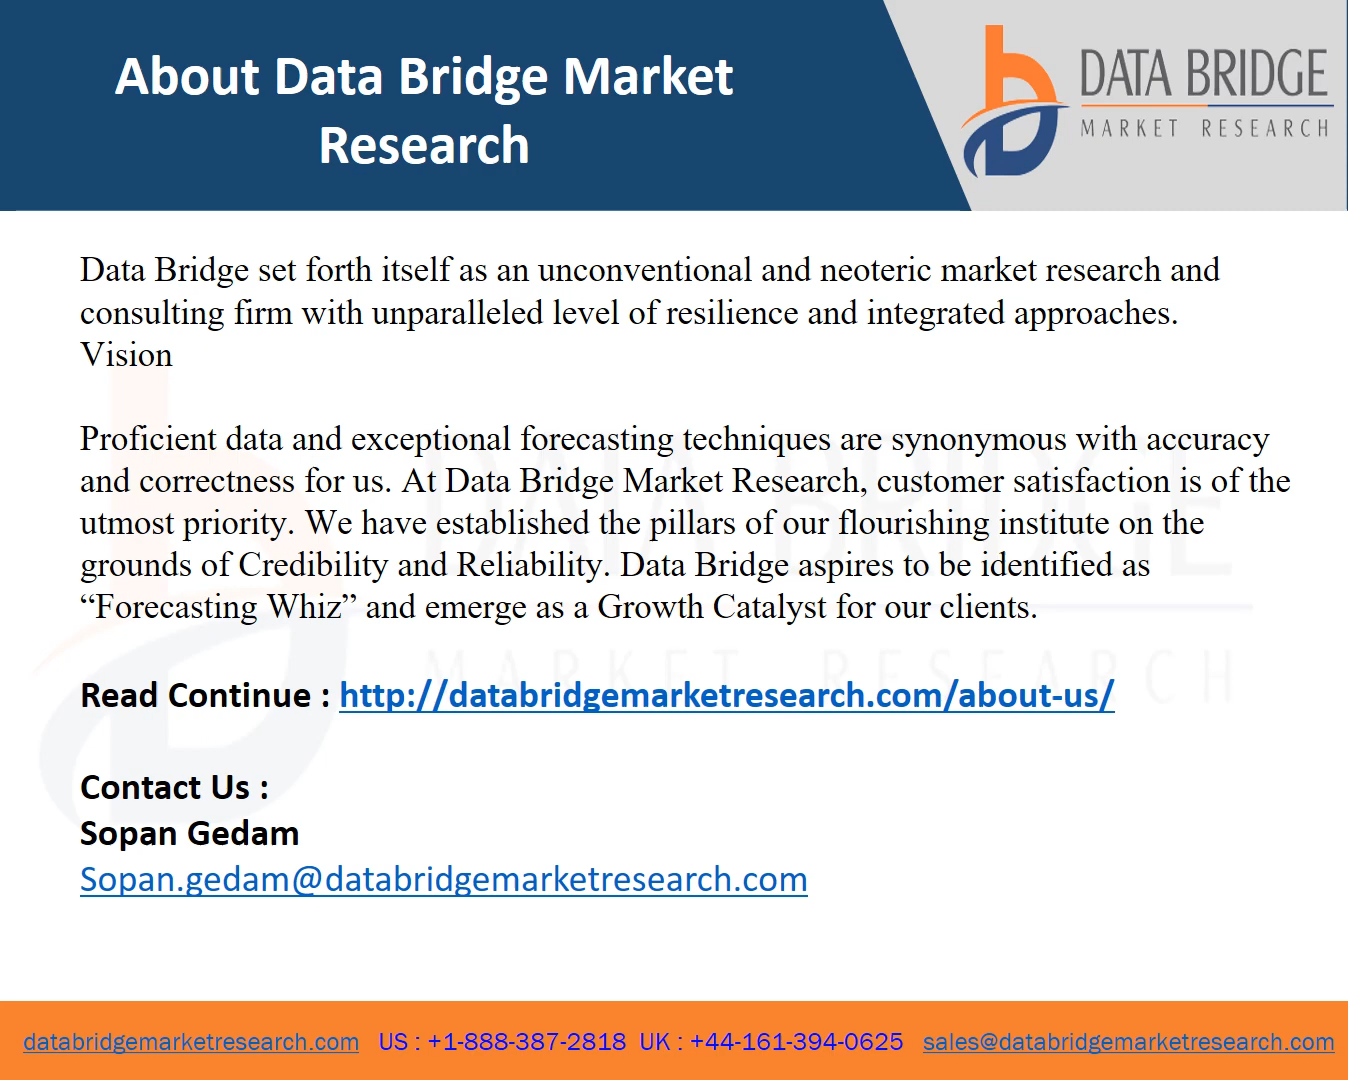 About Data Bridge Market
Research
DATA BRIDGE
MARKET RESEARCH
Data Bridge set forth itself as an unconventional and neoteric market research and
consulting firm with unparalleled level of resilience and integrated approaches.
Vision
Proficient data and exceptional forecasting techniques are synonymous with accuracy
and correctness for us. At Data Bridge Market Research, customer satisfaction is of the
utmost priority. We have established the pillars of our flourishing institute on the
grounds of Credibility and Reliability. Data Bridge aspires to be identified as
“Forecasting Whiz” and emerge as a Growth Catalyst for our clients.
DATA BRIDGE
MARKET RESEARCH
Read Continue : http://databridgemarketresearch.com/about-us/
Contact Us :
Sopan Gedam
Sopan.gedam@databridgemarketresearch.com
databridgemarketresearch.com US : +1-888-387-2818 UK : +44-161-394-0625 sales@databridgemarketresearch.com